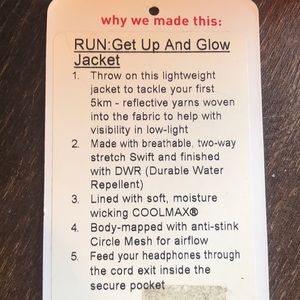 why we made this:
RUN:Get Up And Glow
Jacket
1. Throw on this lightweight
jacket to tackle your first
5km - reflective yarns woven
into the fabric to help with
visibility in low-light
2. Made with breathable, two-way
stretch Swift and finished
with DWR (Durable Water
Repellent)
3. Lined with soft, moisture
wicking COOLMAX®
4. Body-mapped with anti-stink
Circle Mesh for airflow
5. Feed your headphones through
the cord exit inside the
secure pocket